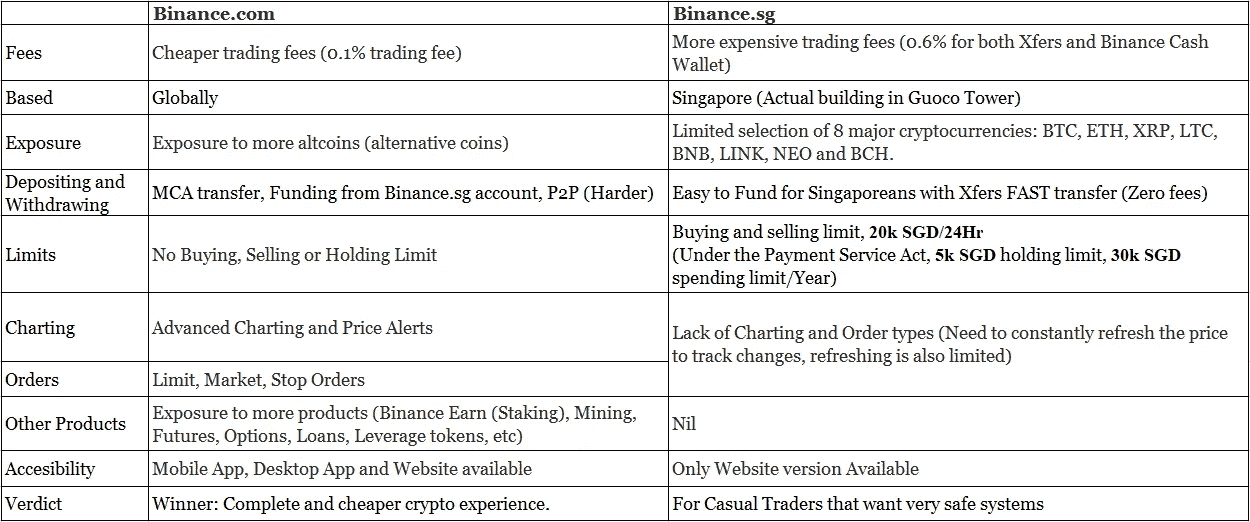 Binance.com
Binance.sg
Fees
Cheaper trading fees (0.1% trading fee)
More expensive trading fees (0.6% for both Xfers and Binance Cash
Wallet)
Based
Globally
Singapore (Actual building in Guoco Tower)
Exposure
Exposure to more altcoins (alternative coins)
Limited selection of 8 major cryptocurrencies: BTC, ETH, XRP, LTC,
BNB, LINK, NEO and BCH.
Depositing and
Withdrawing
MCA transfer, Funding from Binance.sg account, P2P (Harder)
Easy to Fund for Singaporeans with Xfers FAST transfer (Zero fees)
Limits
No Buying, Selling or Holding Limit
Buying and selling limit, 20k SGD/24Hr
(Under the Payment Service Act, 5k SGD holding limit, 30k SGD
spending limit/Year)
Charting
Advanced Charting and Price Alerts
Lack of Charting and Order types (Need to constantly refresh the price
to track changes, refreshing is also limited)
Orders
Limit, Market, Stop Orders
Other Products
Exposure to more products (Binance Earn (Staking), Mining,
Futures, Options, Loans, Leverage tokens, etc)
Nil
Accesibility
Mobile App, Desktop App and Website available
Only Website version Available
Verdict
Winner: Complete and cheaper crypto experience.
For Casual Traders that want very safe systems